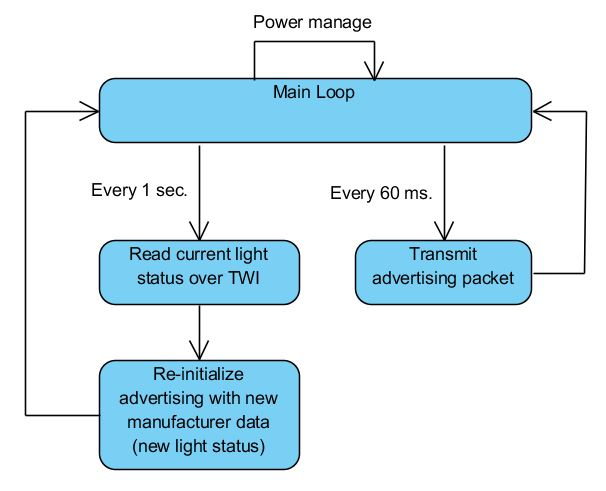 Power manage
Main Loop
Every 1 sec.
Every 60 ms.
Read current light
status over TWI
Transmit
advertising packet
Re-initialize
advertising with new
manufacturer data
(new light status)